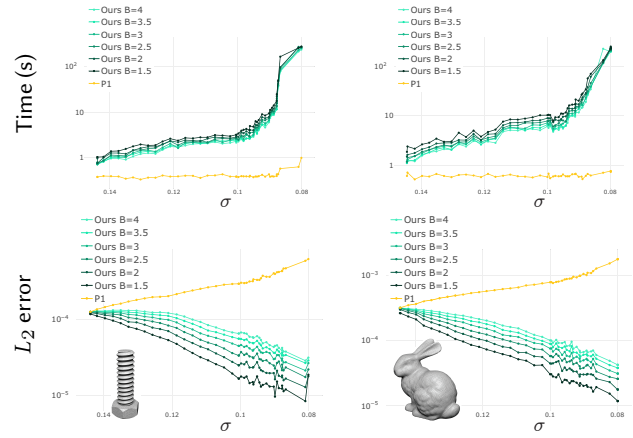 Ours B=4
Ours B=3.5
Ours B=3
Ours B=2.5
Ours B=2
Ours B=1.5
P1
Time (s)
10²
10
1
0.14
0.12
0.1
0.08
σ
Ours B=4
Ours B=3.5
Ours B=3
Ours B=2.5
Ours B=2
Ours B=1.5
P1
10²
10
1
0.14
0.12
0.1
0.08
σ
Ours B=4
Ours B=3.5
Ours B=3
Ours B=2.5
Ours B=2
Ours B=1.5
P1
L₂ error
10⁻⁴
10⁻⁵
0.14
0.12
0.1
0.08
σ
Ours B=4
Ours B=3.5
Ours B=3
Ours B=2.5
Ours B=2
Ours B=1.5
P1
10⁻³
10⁻⁴
10⁻⁵
0.14
0.12
0.1
0.08
σ